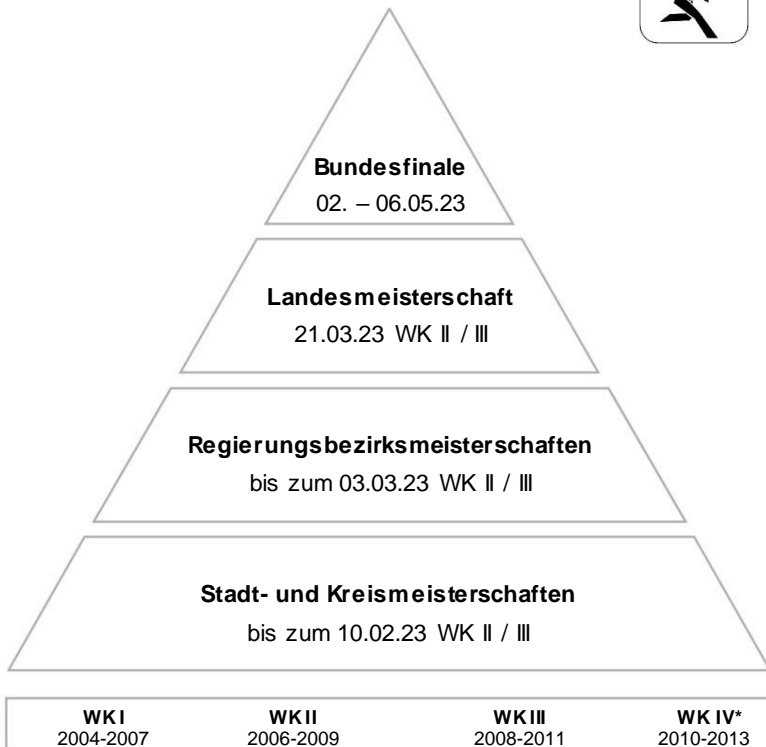 Bundesfinale
02. – 06.05.23
Landesmeisterschaft
21.03.23 WK II / III
Regierungsbezirksmeisterschaften
bis zum 03.03.23 WK II / III
Stadt- und Kreismeisterschaften
bis zum 10.02.23 WK II / III
WK I WK II WK III WK IV*
2004-2007 2006-2009 2008-2011 2010-2013